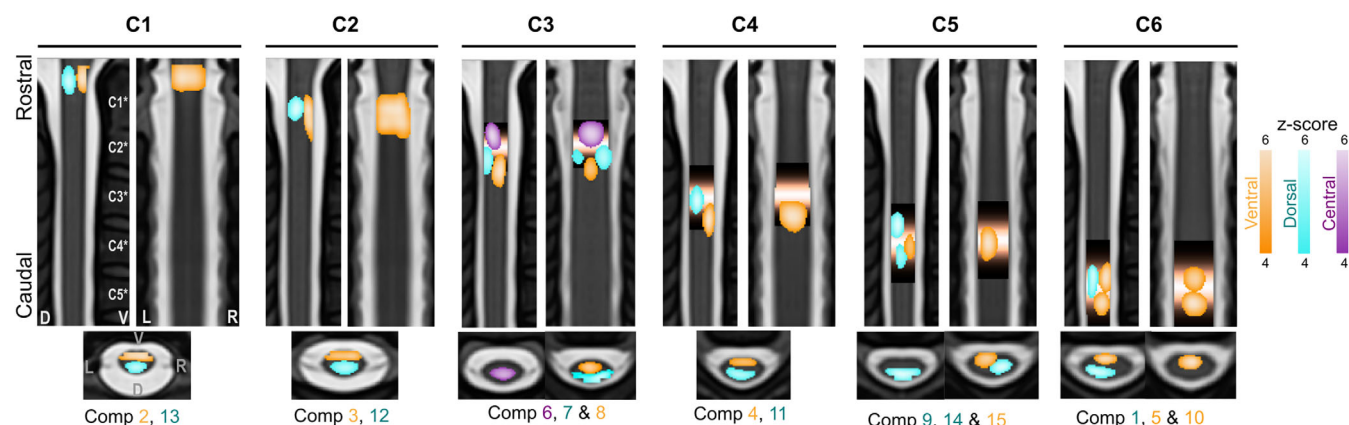 C1
C2
C3
C4
C5
C6
Rostral
Caudal
C1*
C2*
C3*
C4*
C5*
D
V
L
R
V
L
R
D
z-score
6
6
6
Ventral
Dorsal
Central
4
4
4
Comp 2, 13
Comp 3, 12
Comp 6, 7 & 8
Comp 4, 11
Comp 9, 14 & 15
Comp 1, 5 & 10